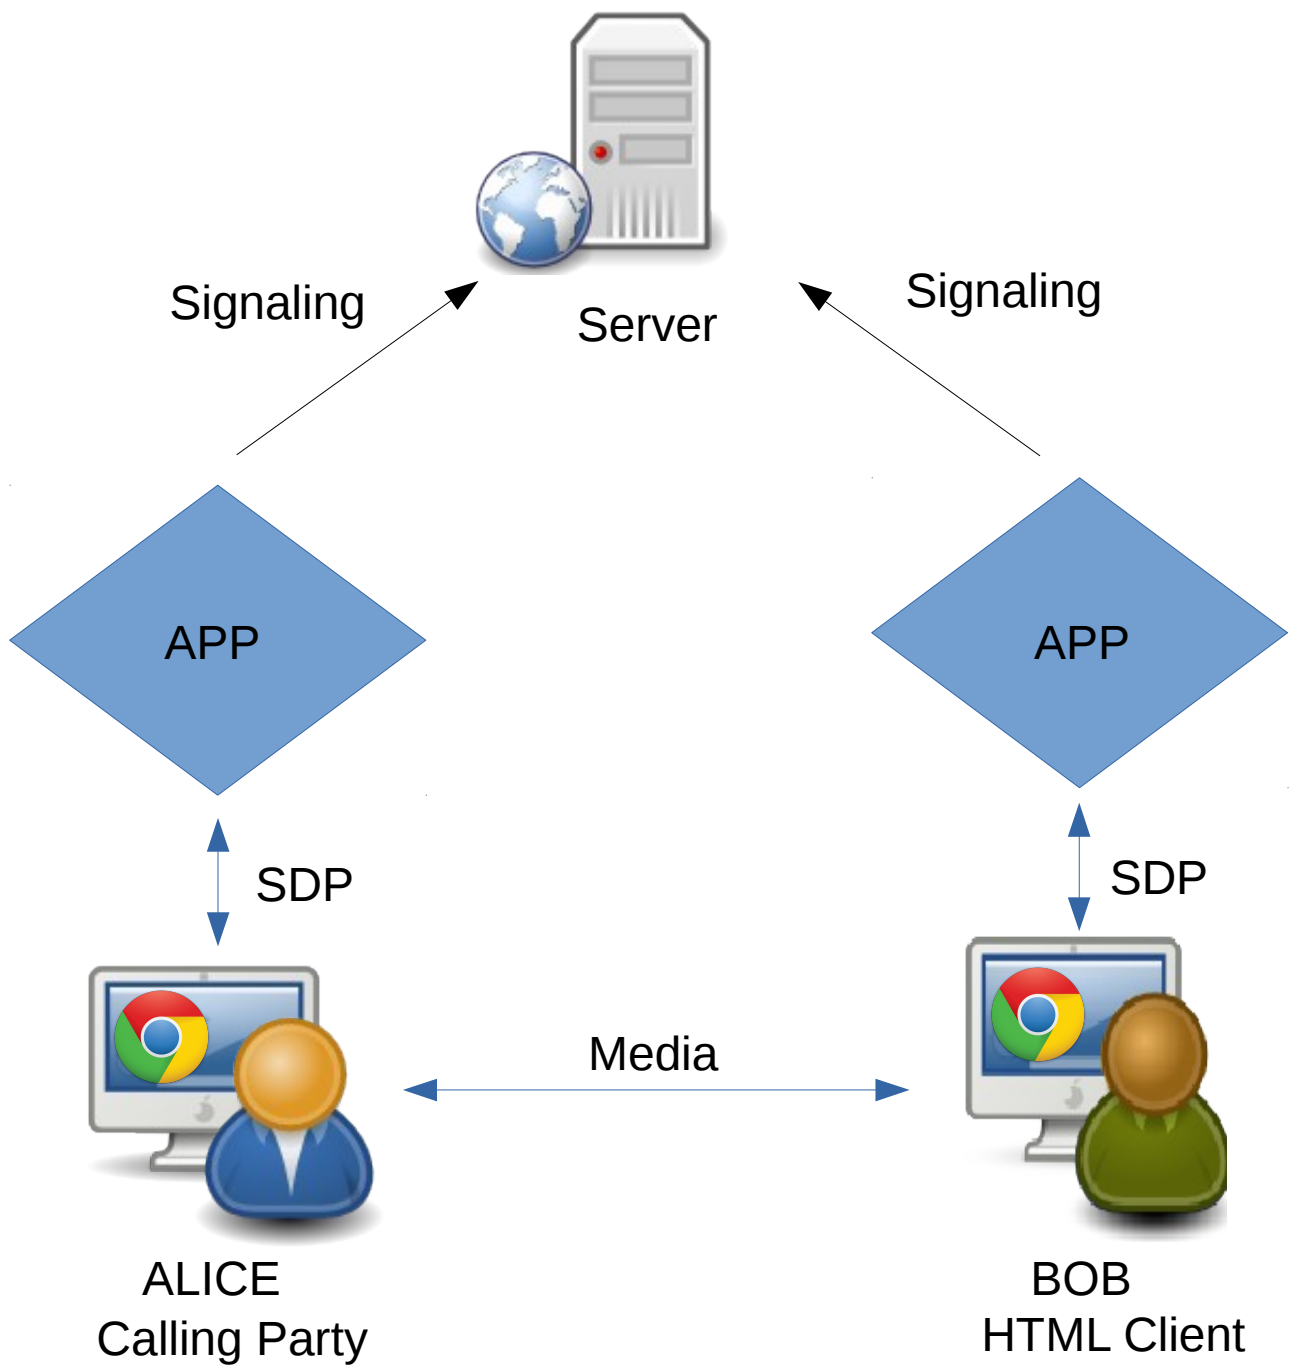 Signaling
Signaling
Server
APP
APP
SDP
SDP
Media
ALICE
Calling Party
BOB
HTML Client